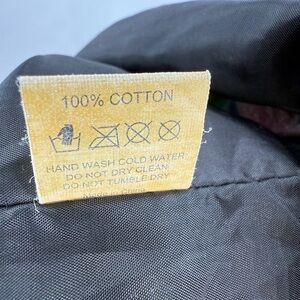 100% COTTON
HAND WASH COLD WATER
DO NOT DRY CLEAN
DO NOT TUMBLE DRY